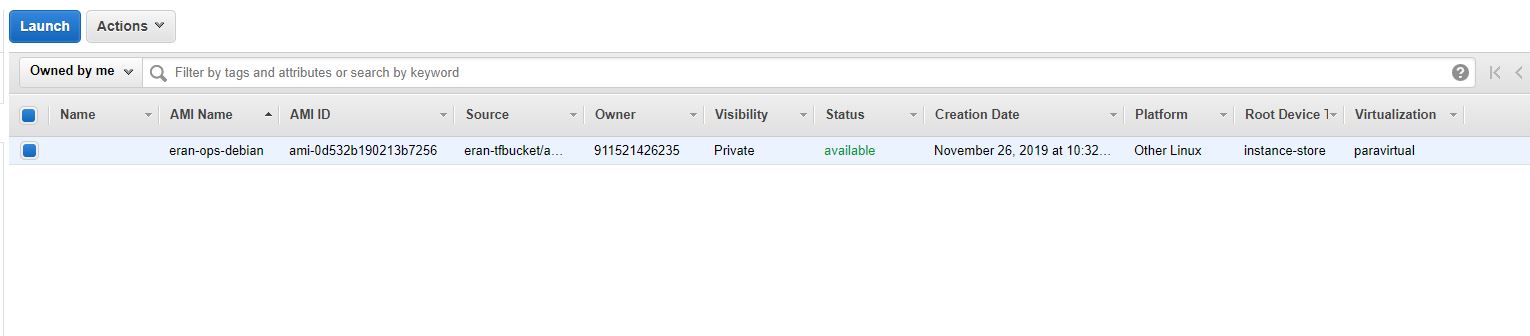 Launch Actions
Owned by me Filter by tags and attributes or search by keyword
Name AMI Name AMI ID Source Owner Visibility Status Creation Date Platform Root Device T Virtualization
eran-ops-debian ami-0d532b190213b7256 eran-tfbucket/a… 911521426235 Private available November 26, 2019 at 10:32… Other Linux instance-store paravirtual